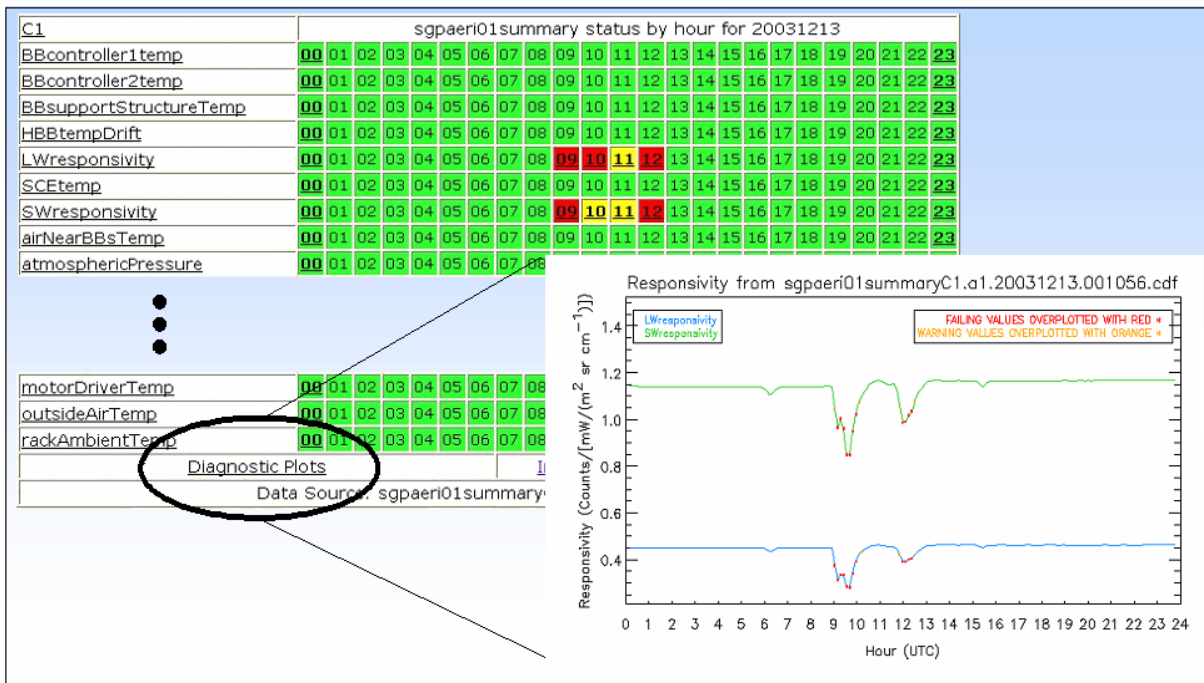 C1 sgpaeri01summary status by hour for 20031213
BBcontroller1temp 00 01 02 03 04 05 06 07 08 09 10 11 12 13 14 15 16 17 18 19 20 21 22 23
BBcontroller2temp 00 01 02 03 04 05 06 07 08 09 10 11 12 13 14 15 16 17 18 19 20 21 22 23
BBsupportStructureTemp 00 01 02 03 04 05 06 07 08 09 10 11 12 13 14 15 16 17 18 19 20 21 22 23
HBBtempDrift 00 01 02 03 04 05 06 07 08 09 10 11 12 13 14 15 16 17 18 19 20 21 22 23
LWresponsivity 00 01 02 03 04 05 06 07 08 09 10 11 12 13 14 15 16 17 18 19 20 21 22 23
SCEtemp 00 01 02 03 04 05 06 07 08 09 10 11 12 13 14 15 16 17 18 19 20 21 22 23
SWresponsivity 00 01 02 03 04 05 06 07 08 09 10 11 12 13 14 15 16 17 18 19 20 21 22 23
airNearBBsTemp 00 01 02 03 04 05 06 07 08 09 10 11 12 13 14 15 16 17 18 19 20 21 22 23
atmosphericPressure 00 01 02 03 04 05 06 07 08
motorDriverTemp 00 01 02 03 04 05 06 07 08
outsideAirTemp 00 01 02 03 04 05 06 07 08
rackAmbientTemp 00 01 02 03 04 05 06 07 08
Diagnostic Plots
Data Source: sgpaeri01summary
Responsivity from sgpaeri01summaryC1.a1.20031213.001056.cdf
LWresponsivity
SWresponsivity
FAILING VALUES OVERPLOTTED WITH RED *
WARNING VALUES OVERPLOTTED WITH ORANGE *
Responsivity (Counts/[mW/(m² sr cm⁻¹)])
1.4
1.2
1.0
0.8
0.6
0.4
0 1 2 3 4 5 6 7 8 9 10 11 12 13 14 15 16 17 18 19 20 21 22 23 24
Hour (UTC)